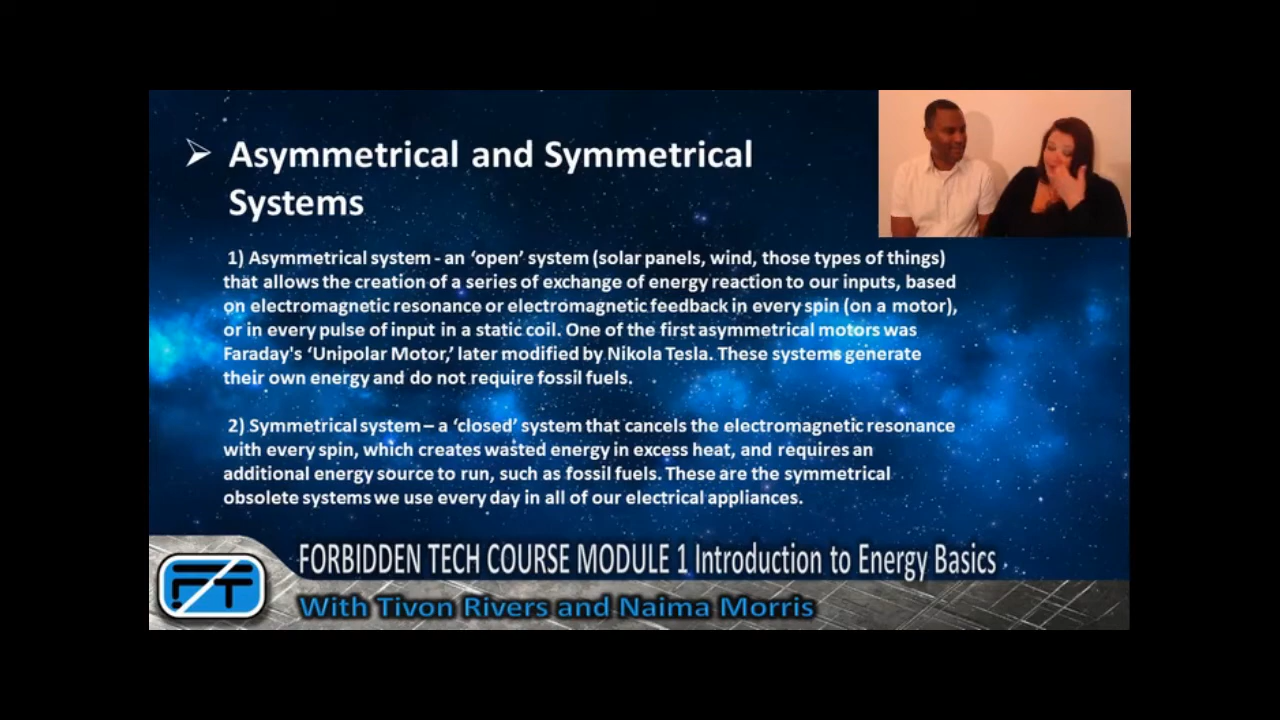 Asymmetrical and Symmetrical
Systems
1) Asymmetrical system - an ‘open’ system (solar panels, wind, those types of things)
that allows the creation of a series of exchange of energy reaction to our inputs, based
on electromagnetic resonance or electromagnetic feedback in every spin (on a motor),
or in every pulse of input in a static coil. One of the first asymmetrical motors was
Faraday's ‘Unipolar Motor,’ later modified by Nikola Tesla. These systems generate
their own energy and do not require fossil fuels.
2) Symmetrical system – a ‘closed’ system that cancels the electromagnetic resonance
with every spin, which creates wasted energy in excess heat, and requires an
additional energy source to run, such as fossil fuels. These are the symmetrical
obsolete systems we use every day in all of our electrical appliances.
FORBIDDEN TECH COURSE MODULE 1 Introduction to Energy Basics
FT
With Tivon Rivers and Naima Morris